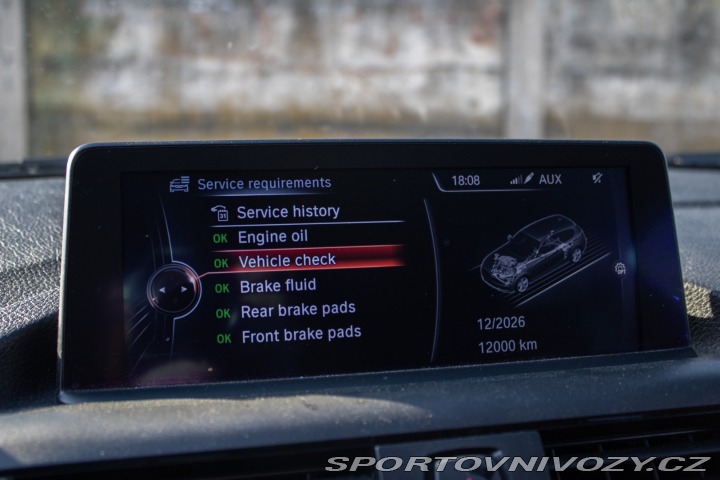 Service requirements
18:08 AUX
31 Service history
OK Engine oil
OK Vehicle check
OK Brake fluid
OK Rear brake pads
OK Front brake pads
12/2026
12000 km
SPORTOVNIVOZY.CZ